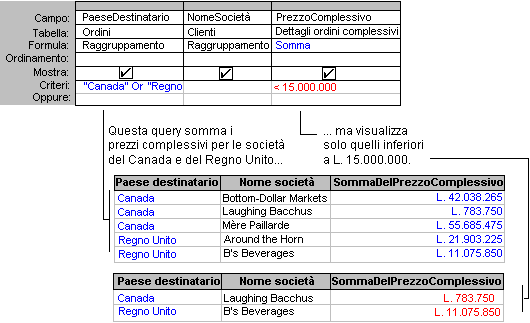 Campo: PaeseDestinatario NomeSocietà PrezzoComplessivo
Tabella: Ordini Clienti Dettagli ordini complessivi
Formula: Raggruppamento Raggruppamento Somma
Ordinamento:
Mostra:
Criteri: "Canada" Or "Regno < 15.000.000
Oppure:
Questa query somma i
prezzi complessivi per le società
del Canada e del Regno Unito...
... ma visualizza
solo quelli inferiori
a L. 15.000.000.
Paese destinatario Nome società SommaDelPrezzoComplessivo
Canada Bottom-Dollar Markets L. 42.038.265
Canada Laughing Bacchus L. 783.750
Canada Mère Paillarde L. 55.685.475
Regno Unito Around the Horn L. 21.903.225
Regno Unito B's Beverages L. 11.075.850
Paese destinatario Nome società SommaDelPrezzoComplessivo
Canada Laughing Bacchus L. 783.750
Regno Unito B's Beverages L. 11.075.850